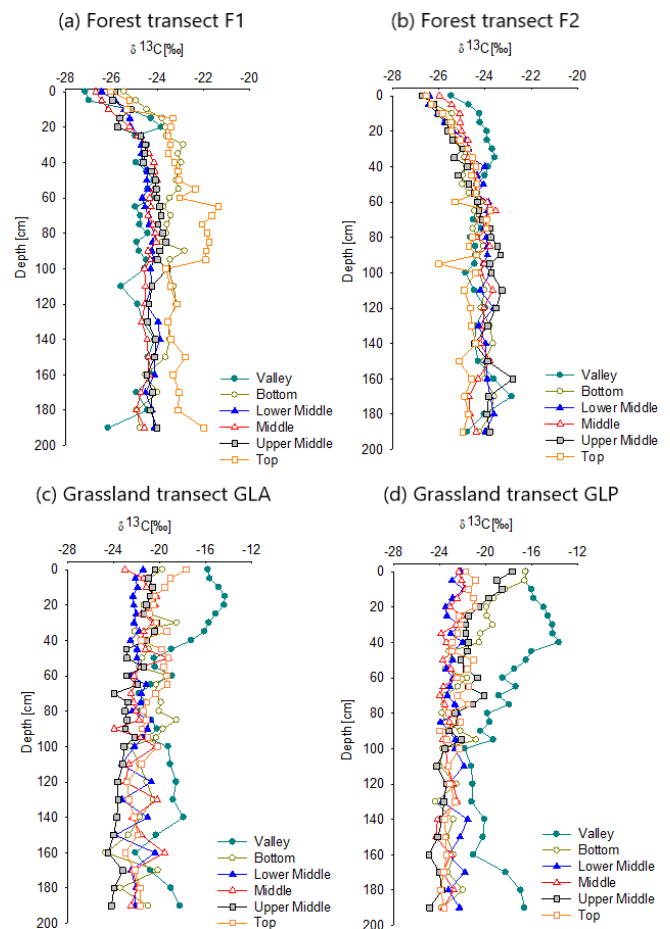 (a) Forest transect F1
δ 13C[‰]
-28 -26 -24 -22 -20
0
20
40
60
80
100
120
140
160
180
200
Depth [cm]
Valley
Bottom
Lower Middle
Middle
Upper Middle
Top
(b) Forest transect F2
δ 13C[‰]
-28 -26 -24 -22 -20
0
20
40
60
80
100
120
140
160
180
200
Depth [cm]
Valley
Bottom
Lower Middle
Middle
Upper Middle
Top
(c) Grassland transect GLA
δ 13C[‰]
-28 -24 -20 -16 -12
0
20
40
60
80
100
120
140
160
180
200
Depth [cm]
Valley
Bottom
Lower Middle
Middle
Upper Middle
Top
(d) Grassland transect GLP
δ 13C[‰]
-28 -24 -20 -16 -12
0
20
40
60
80
100
120
140
160
180
200
Depth [cm]
Valley
Bottom
Lower Middle
Middle
Upper Middle
Top